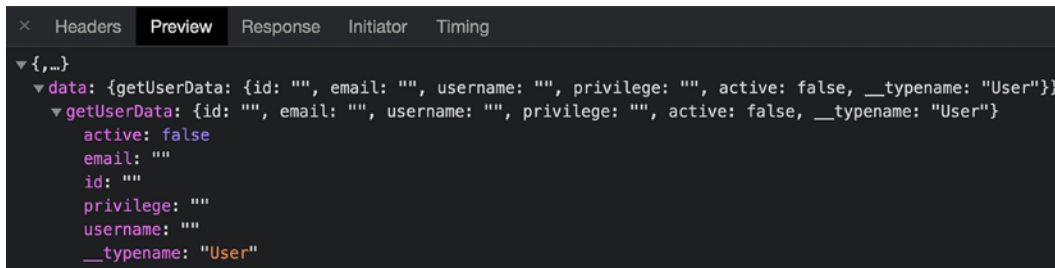 × Headers Preview Response Initiator Timing
▼{,…}
▼data: {getUserData: {id: "", email: "", username: "", privilege: "", active: false, __typename: "User"}}
▼getUserData: {id: "", email: "", username: "", privilege: "", active: false, __typename: "User"}
active: false
email: ""
id: ""
privilege: ""
username: ""
__typename: "User"